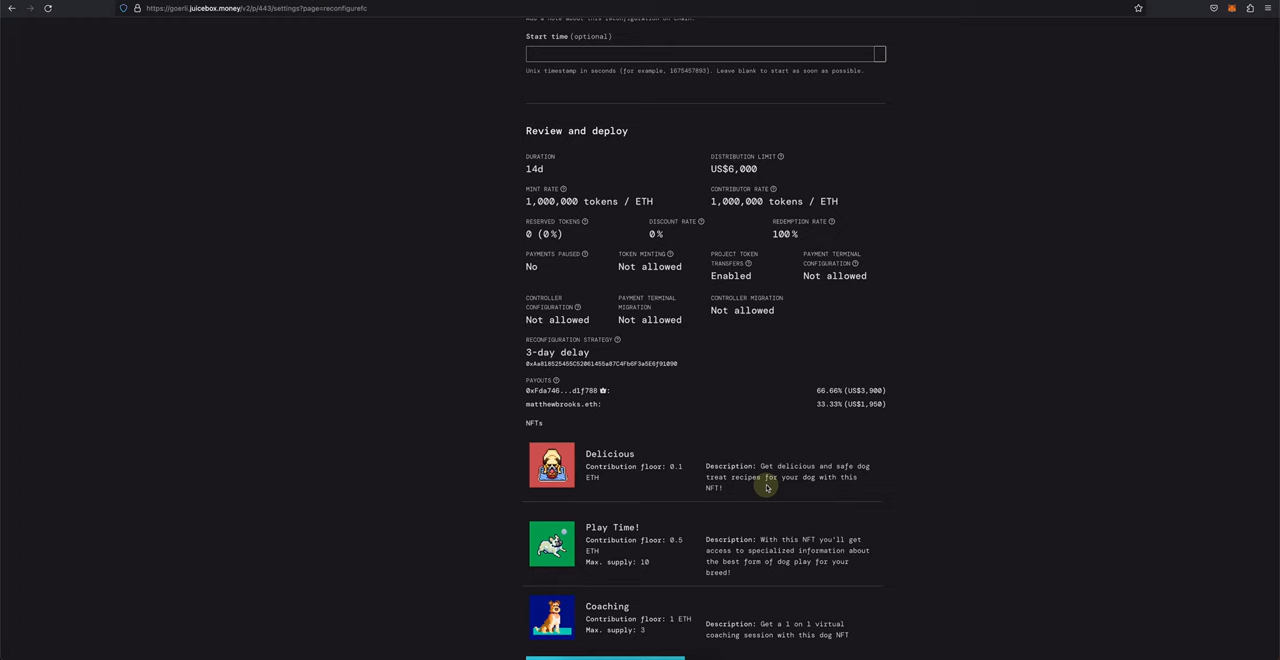 https://goerli.juicebox.money/v2/p/443/settings?page=reconfigurefc
Add a note about this reconfiguration on chain.
Start time (optional)
Unix timestamp in seconds (for example, 1675457893). Leave blank to start as soon as possible.
Review and deploy
DURATION
14d
DISTRIBUTION LIMIT
US$6,000
MINT RATE
1,000,000 tokens / ETH
CONTRIBUTOR RATE
1,000,000 tokens / ETH
RESERVED TOKENS
0 (0%)
DISCOUNT RATE
0%
REDEMPTION RATE
100%
PAYMENTS PAUSED
No
TOKEN MINTING
Not allowed
PROJECT TOKEN
TRANSFERS
Enabled
PAYMENT TERMINAL
CONFIGURATION
Not allowed
CONTROLLER
CONFIGURATION
Not allowed
PAYMENT TERMINAL
MIGRATION
Not allowed
CONTROLLER MIGRATION
Not allowed
RECONFIGURATION STRATEGY
3-day delay
PAYOUTS
0xFda746...d1f788 :
66.66% (US$3,900)
matthewbrooks.eth:
33.33% (US$1,950)
NFTs
Delicious
Contribution floor: 0.1
ETH
Description: Get delicious and safe dog
treat recipes for your dog with this
NFT!
Play Time!
Contribution floor: 0.5
ETH
Max. supply: 10
Description: With this NFT you'll get
access to specialized information about
the best form of dog play for your
breed!
Coaching
Contribution floor: 1 ETH
Max. supply: 3
Description: Get a 1 on 1 virtual
coaching session with this dog NFT